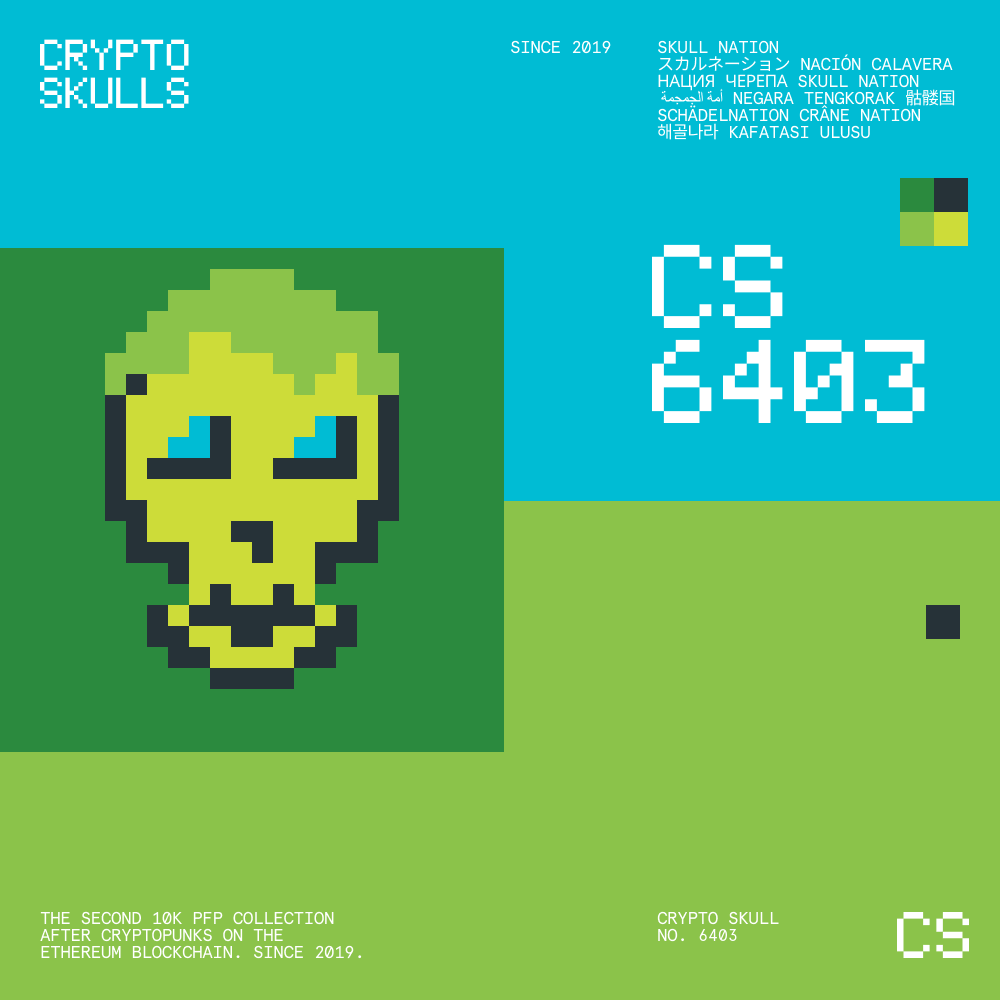 CRYPTO
SKULLS
SINCE 2019
SKULL NATION
スカルネーション NACIÓN CALAVERA
НАЦИЯ ЧЕРЕПА SKULL NATION
أمة الجمجمة NEGARA TENGKORAK 骷髅国
SCHÄDELNATION CRÂNE NATION
해골나라 KAFATASI ULUSU
CS
6403
THE SECOND 10K PFP COLLECTION
AFTER CRYPTOPUNKS ON THE
ETHEREUM BLOCKCHAIN. SINCE 2019.
CRYPTO SKULL
NO. 6403
CS